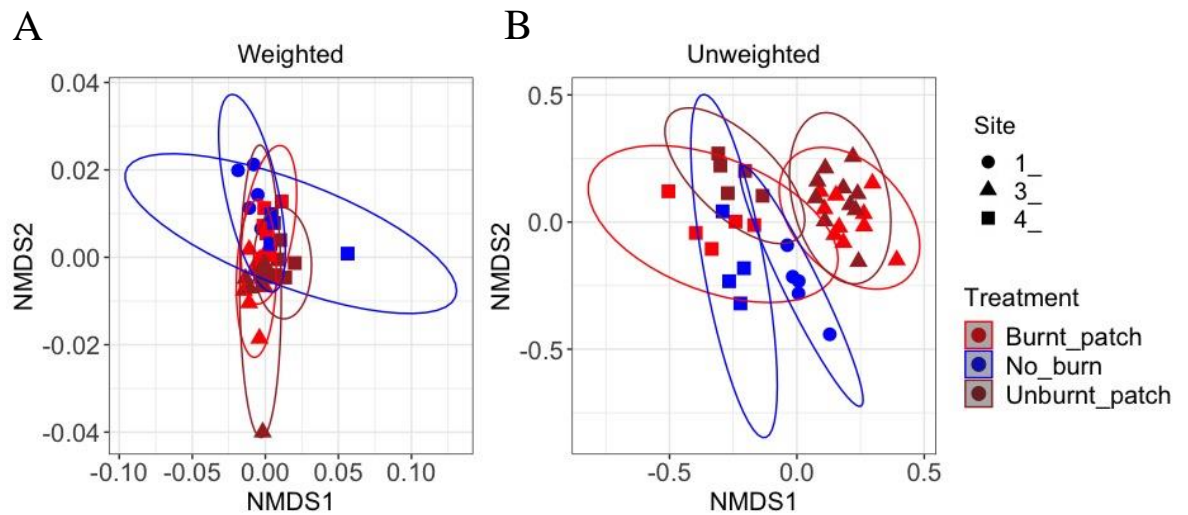 A
B
Weighted
Unweighted
0.04
0.02
0.00
-0.02
-0.04
NMDS2
-0.10 -0.05 0.00 0.05 0.10
NMDS1
0.5
0.0
-0.5
NMDS2
-0.5 0.0 0.5
NMDS1
Site
1_
3_
4_
Treatment
Burnt_patch
No_burn
Unburnt_patch